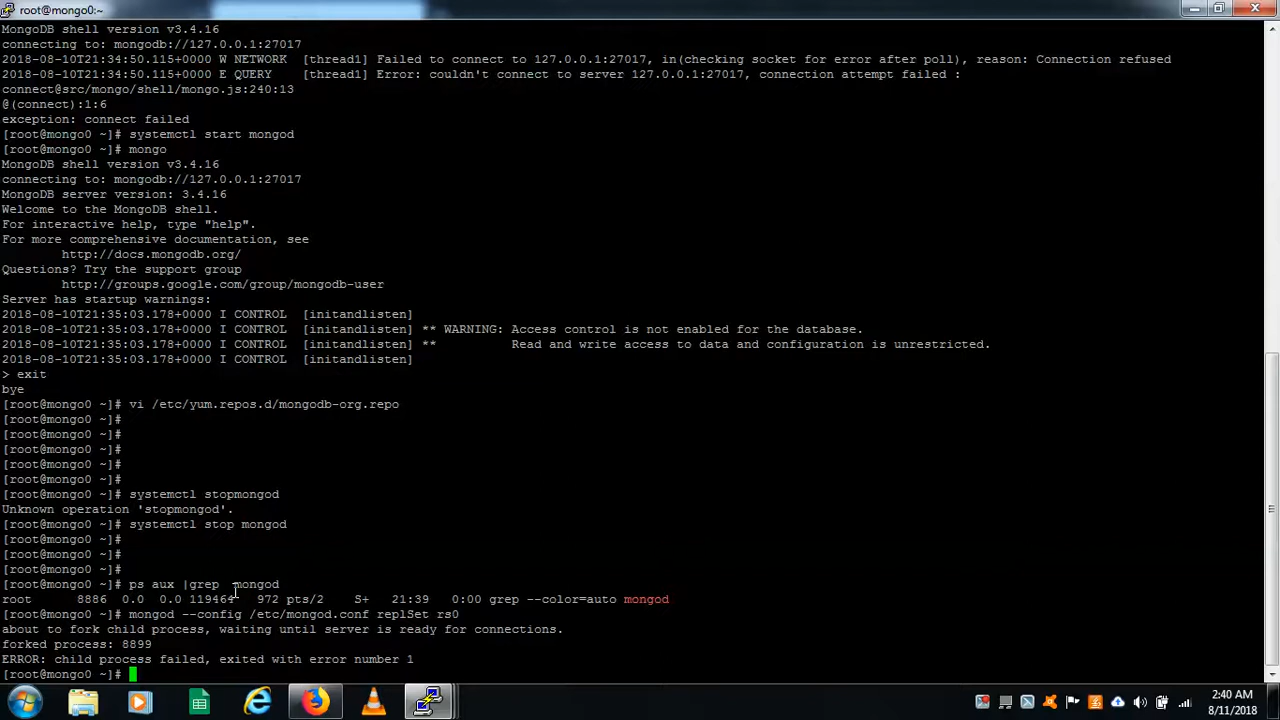 root@mongo0:~
MongoDB shell version v3.4.16
connecting to: mongodb://127.0.0.1:27017
2018-08-10T21:34:50.115+0000 W NETWORK  [thread1] Failed to connect to 127.0.0.1:27017, in(checking socket for error after poll), reason: Connection refused
2018-08-10T21:34:50.115+0000 E QUERY    [thread1] Error: couldn't connect to server 127.0.0.1:27017, connection attempt failed :
connect@src/mongo/shell/mongo.js:240:13
@(connect):1:6
exception: connect failed
[root@mongo0 ~]# systemctl start mongod
[root@mongo0 ~]# mongo
MongoDB shell version v3.4.16
connecting to: mongodb://127.0.0.1:27017
MongoDB server version: 3.4.16
Welcome to the MongoDB shell.
For interactive help, type "help".
For more comprehensive documentation, see
        http://docs.mongodb.org/
Questions? Try the support group
        http://groups.google.com/group/mongodb-user
Server has startup warnings:
2018-08-10T21:35:03.178+0000 I CONTROL  [initandlisten]
2018-08-10T21:35:03.178+0000 I CONTROL  [initandlisten] ** WARNING: Access control is not enabled for the database.
2018-08-10T21:35:03.178+0000 I CONTROL  [initandlisten] **          Read and write access to data and configuration is unrestricted.
2018-08-10T21:35:03.178+0000 I CONTROL  [initandlisten]
> exit
bye
[root@mongo0 ~]# vi /etc/yum.repos.d/mongodb-org.repo
[root@mongo0 ~]#
[root@mongo0 ~]#
[root@mongo0 ~]#
[root@mongo0 ~]#
[root@mongo0 ~]#
[root@mongo0 ~]# systemctl stopmongod
Unknown operation 'stopmongod'.
[root@mongo0 ~]# systemctl stop mongod
[root@mongo0 ~]#
[root@mongo0 ~]#
[root@mongo0 ~]#
[root@mongo0 ~]# ps aux |grep  mongod
root      8886  0.0  0.0 119464   972 pts/2    S+   21:39   0:00 grep --color=auto mongod
[root@mongo0 ~]# mongod --config /etc/mongod.conf replSet rs0
about to fork child process, waiting until server is ready for connections.
forked process: 8899
ERROR: child process failed, exited with error number 1
[root@mongo0 ~]#
2:40 AM
8/11/2018